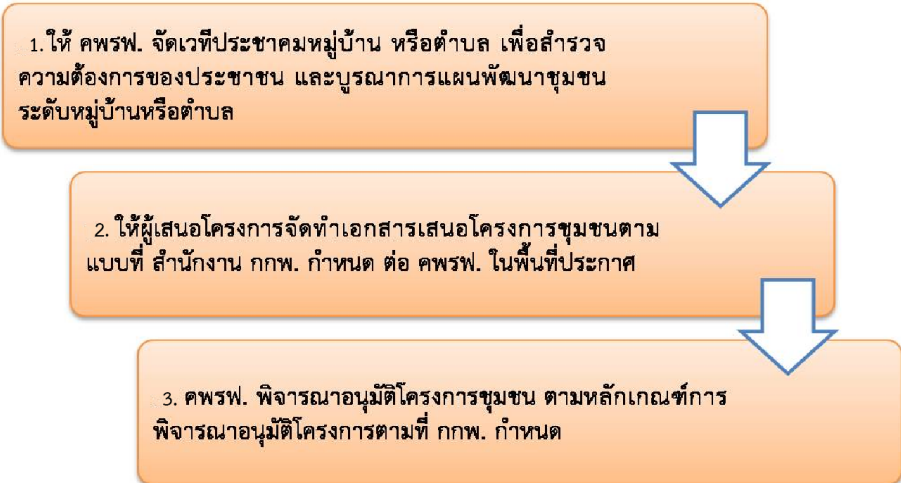 1. ให้ คพรฟ. จัดเวทีประชาคมหมู่บ้าน หรือตำบล เพื่อสำรวจ
ความต้องการของประชาชน และบูรณาการแผนพัฒนาชุมชน
ระดับหมู่บ้านหรือตำบล
2. ให้ผู้เสนอโครงการจัดทำเอกสารเสนอโครงการชุมชนตาม
แบบที่ สำนักงาน กกพ. กำหนด ต่อ คพรฟ. ในพื้นที่ประกาศ
3. คพรฟ. พิจารณาอนุมัติโครงการชุมชน ตามหลักเกณฑ์การ
พิจารณาอนุมัติโครงการตามที่ กกพ. กำหนด